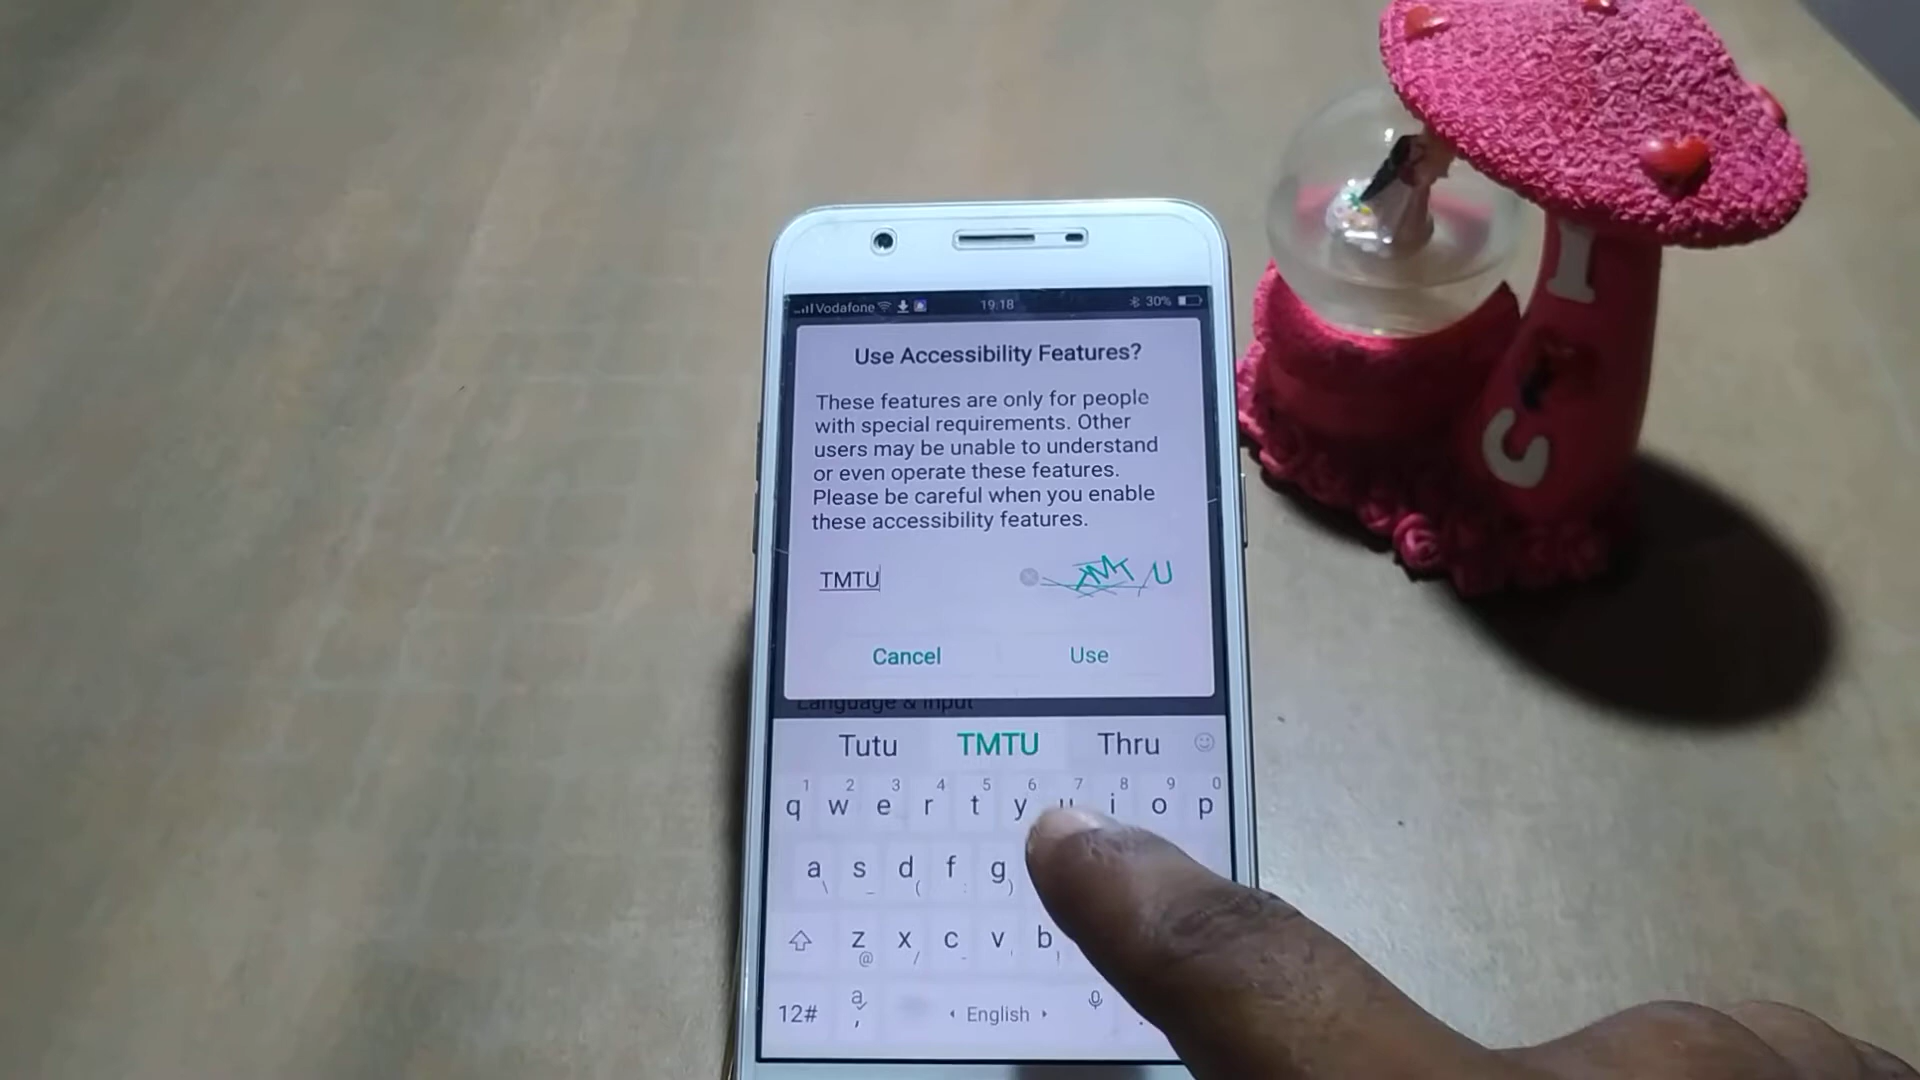 Vodafone 19:18 30%
Use Accessibility Features?
These features are only for people
with special requirements. Other
users may be unable to understand
or even operate these features.
Please be careful when you enable
these accessibility features.
TMTU TMTU
Cancel Use
Language & input
Tutu TMTU Thru
1 2 3 4 5 6 7 8 9 0
q w e r t y u i o p
a s d f g
\ _ ( : )
z x c v b
@ / - ' !
12# a , English .
I
U